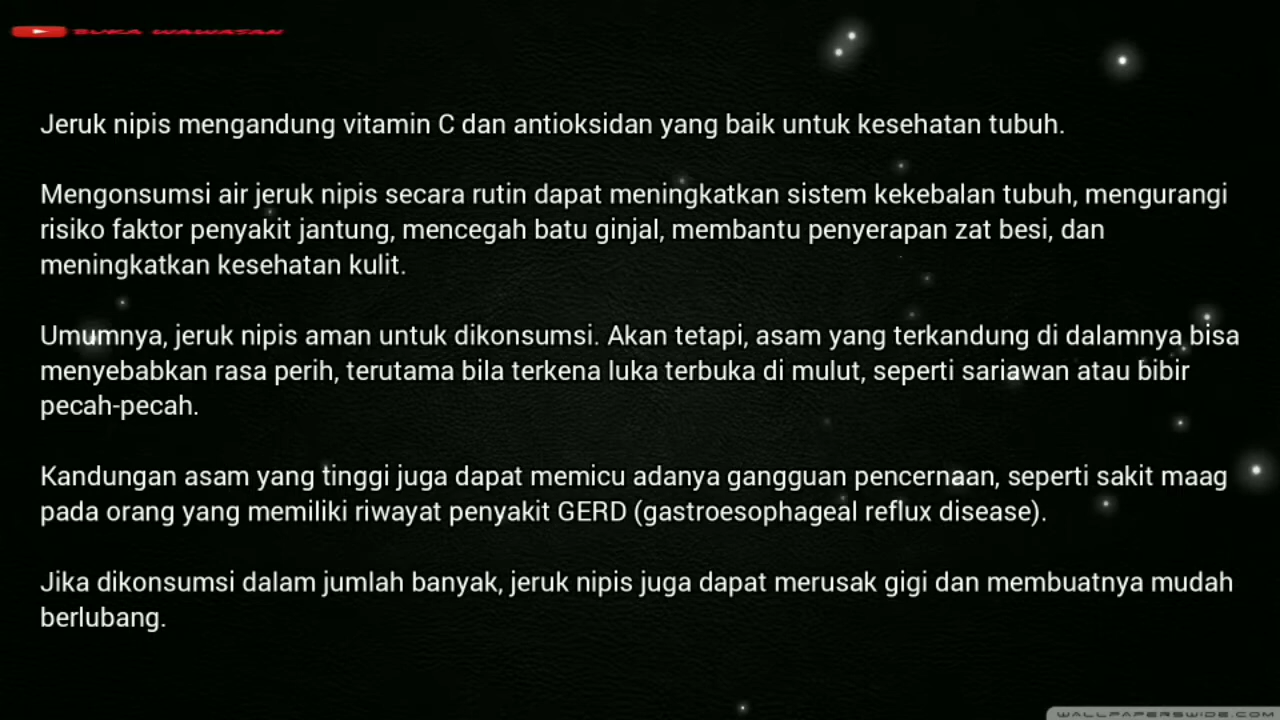 BUKA WAWASAN
Jeruk nipis mengandung vitamin C dan antioksidan yang baik untuk kesehatan tubuh.
Mengonsumsi air jeruk nipis secara rutin dapat meningkatkan sistem kekebalan tubuh, mengurangi
risiko faktor penyakit jantung, mencegah batu ginjal, membantu penyerapan zat besi, dan
meningkatkan kesehatan kulit.
Umumnya, jeruk nipis aman untuk dikonsumsi. Akan tetapi, asam yang terkandung di dalamnya bisa
menyebabkan rasa perih, terutama bila terkena luka terbuka di mulut, seperti sariawan atau bibir
pecah-pecah.
Kandungan asam yang tinggi juga dapat memicu adanya gangguan pencernaan, seperti sakit maag
pada orang yang memiliki riwayat penyakit GERD (gastroesophageal reflux disease).
Jika dikonsumsi dalam jumlah banyak, jeruk nipis juga dapat merusak gigi dan membuatnya mudah
berlubang.
WALLPAPERSWIDE.COM